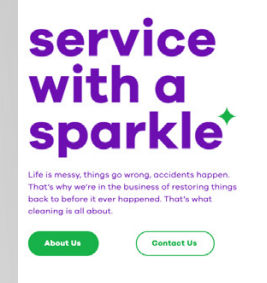 service
with a
sparkle
Life is messy, things go wrong, accidents happen.
That's why we're in the business of restoring things
back to before it ever happened. That's what
cleaning is all about.
About Us
Contact Us